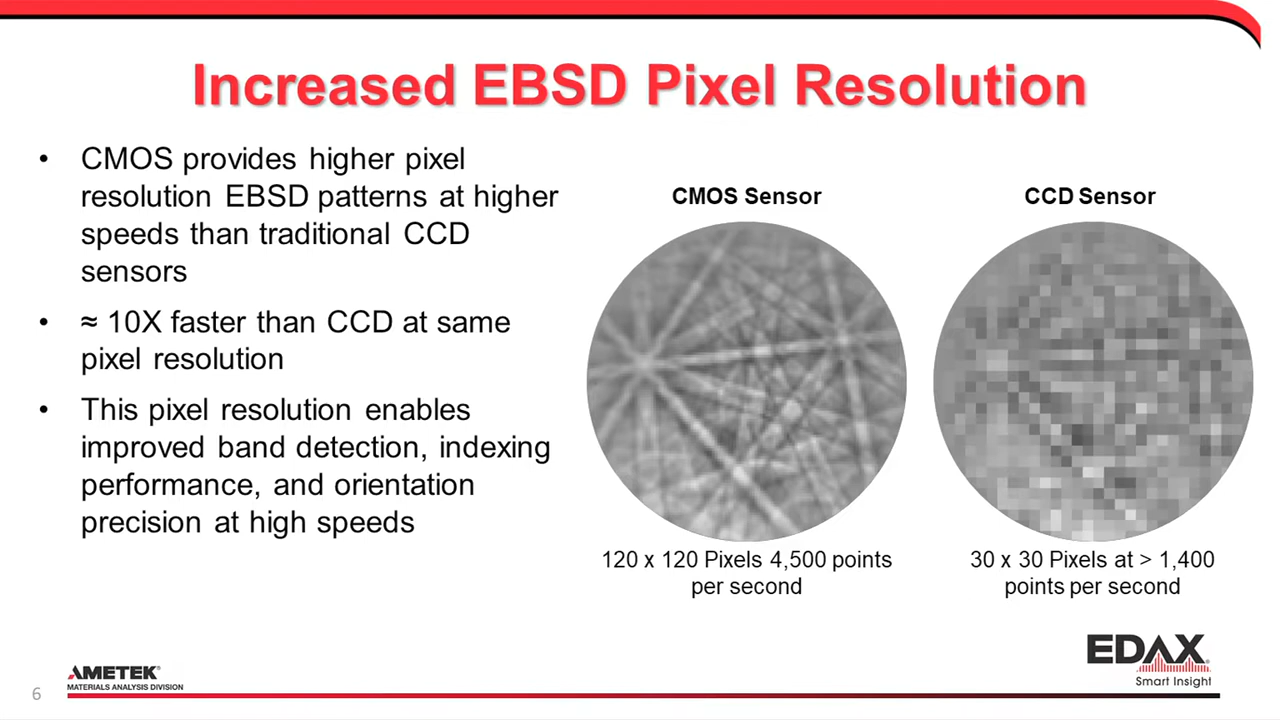 Increased EBSD Pixel Resolution
• CMOS provides higher pixel
resolution EBSD patterns at higher
speeds than traditional CCD
sensors
• ≈ 10X faster than CCD at same
pixel resolution
• This pixel resolution enables
improved band detection, indexing
performance, and orientation
precision at high speeds
CMOS Sensor
120 x 120 Pixels 4,500 points
per second
CCD Sensor
30 x 30 Pixels at > 1,400
points per second
6
AMETEK®
MATERIALS ANALYSIS DIVISION
EDAX®
Smart Insight